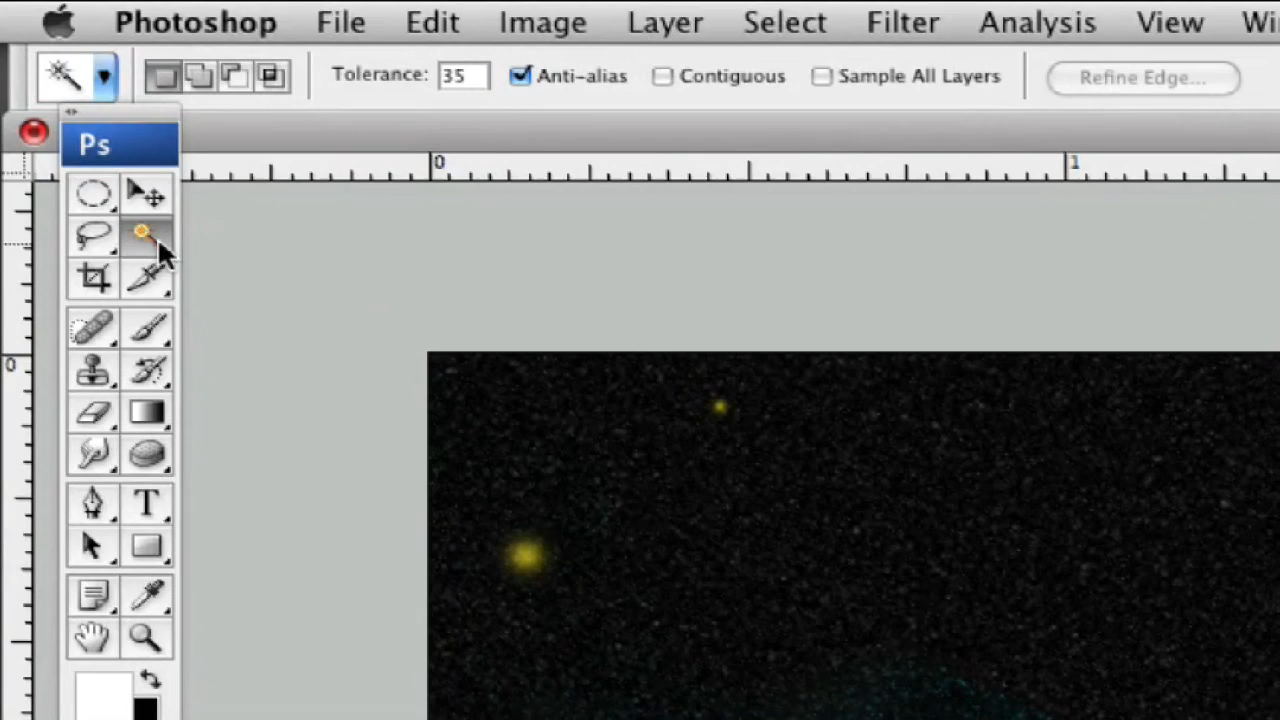 Photoshop File Edit Image Layer Select Filter Analysis View Wi
Tolerance: 35 Anti-alias Contiguous Sample All Layers Refine Edge...
Ps
0 1
T
0